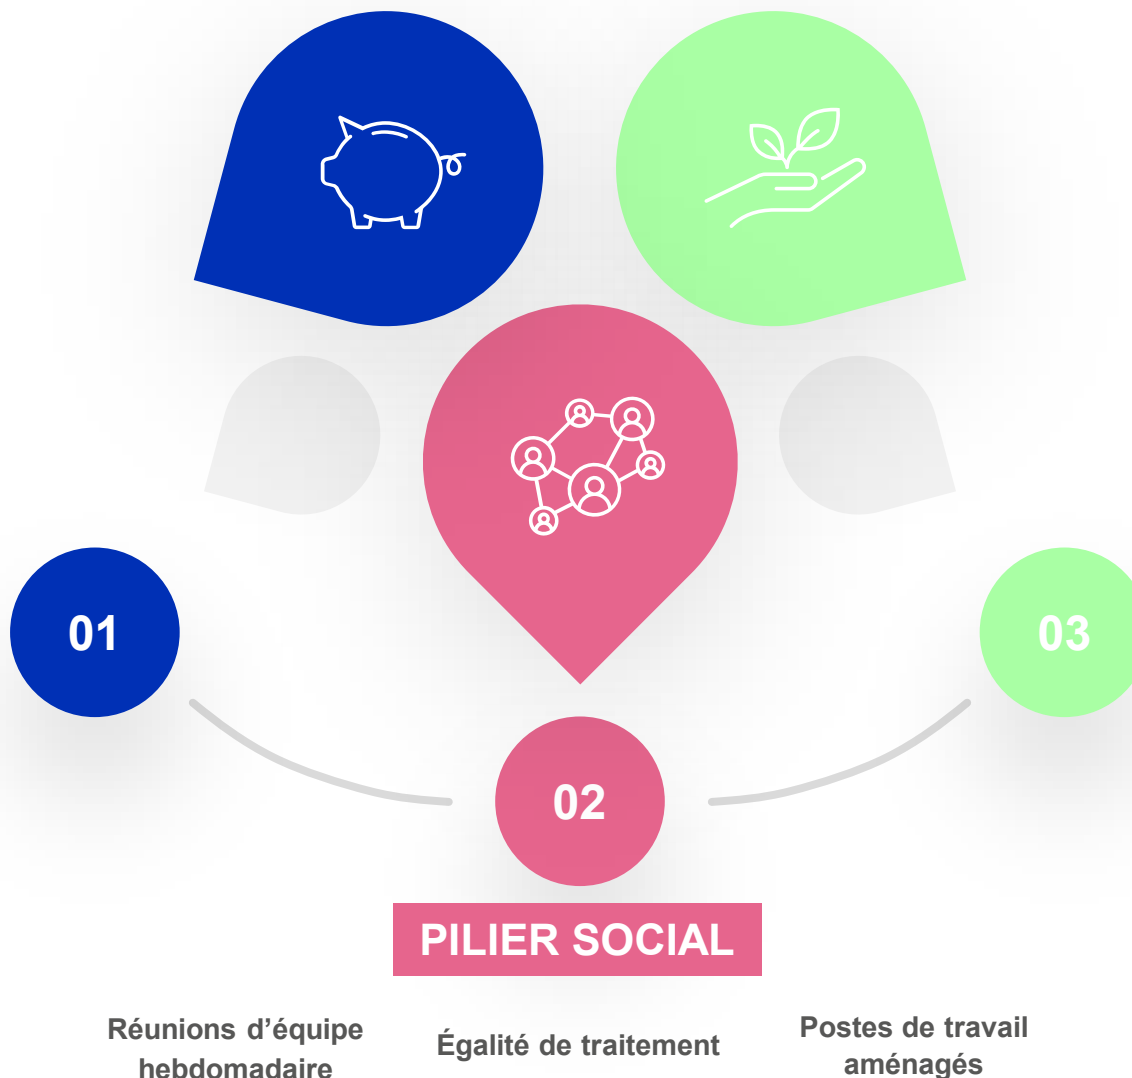 01
03
02
PILIER SOCIAL
Réunions d’équipe
hebdomadaire
Égalité de traitement
Postes de travail
aménagés